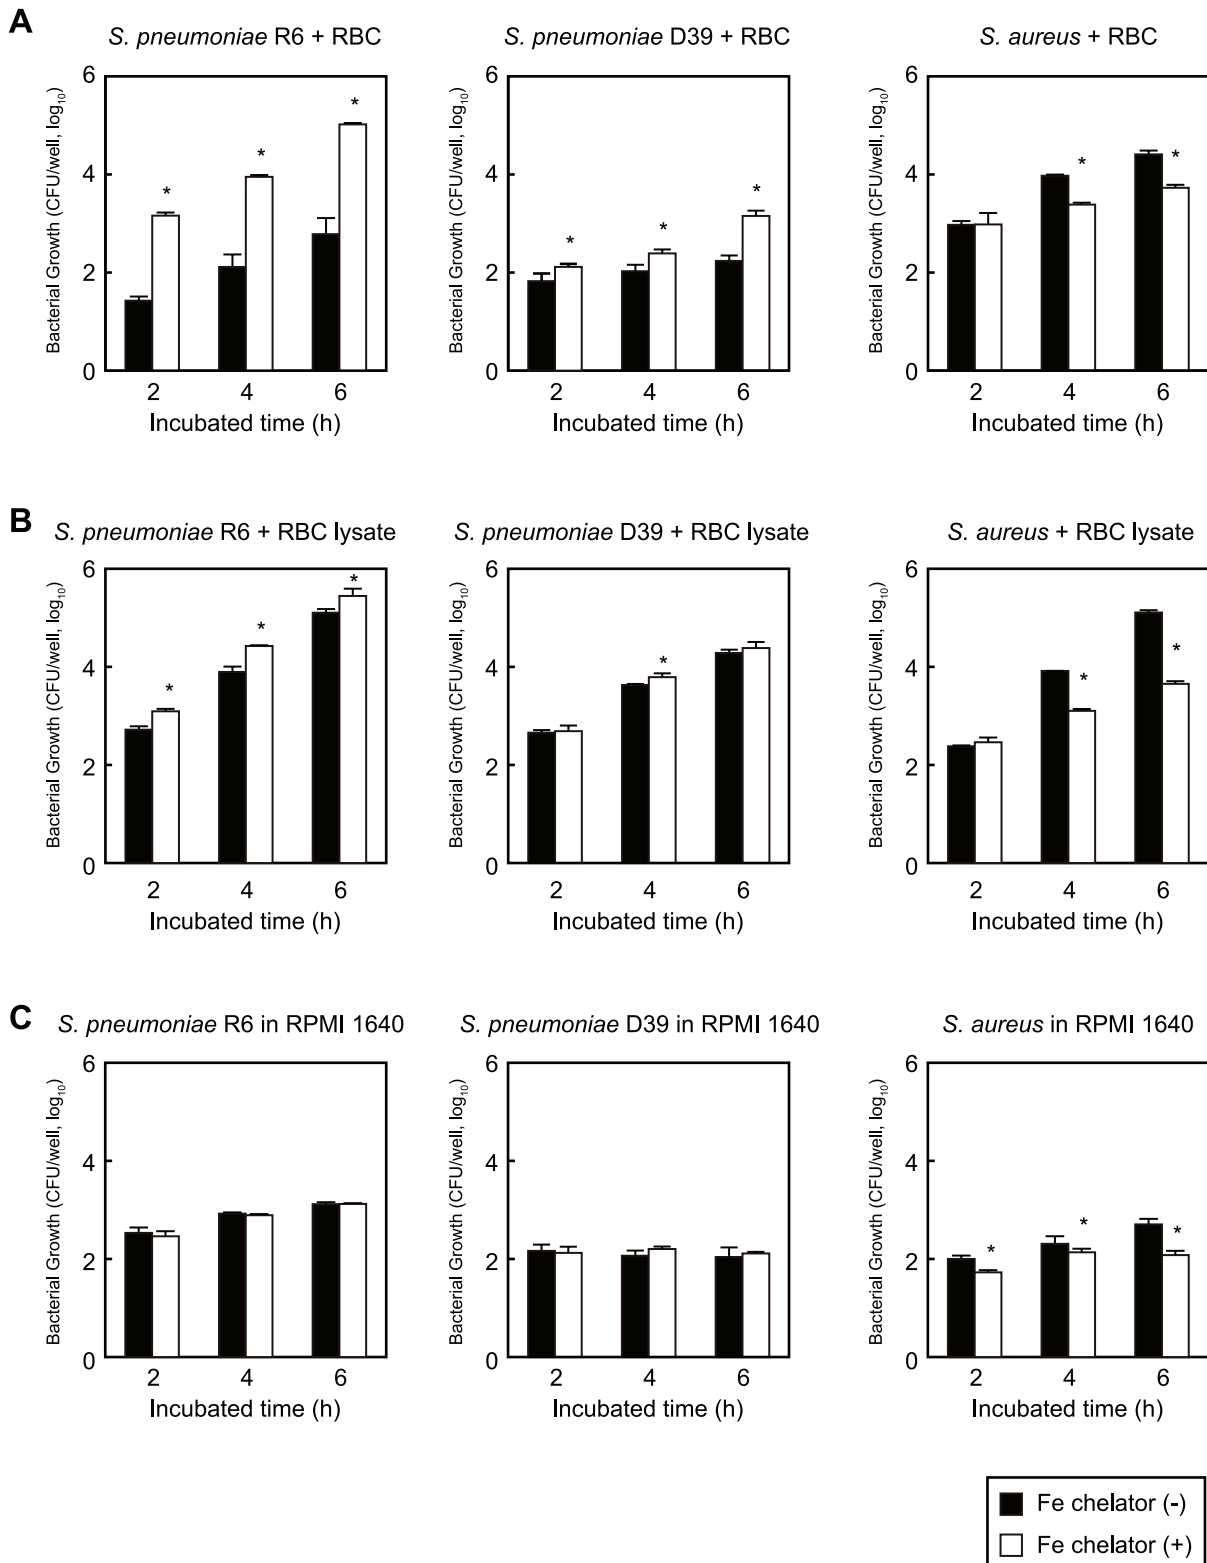 A
S. pneumoniae R6 + RBC
Bacterial Growth (CFU/well, log10)
6
4
2
0
*
*
*
2 4 6
Incubated time (h)
S. pneumoniae D39 + RBC
Bacterial Growth (CFU/well, log10)
6
4
2
0
*
*
*
2 4 6
Incubated time (h)
S. aureus + RBC
Bacterial Growth (CFU/well, log10)
6
4
2
0
*
*
2 4 6
Incubated time (h)
B
S. pneumoniae R6 + RBC lysate
Bacterial Growth (CFU/well, log10)
6
4
2
0
*
*
*
2 4 6
Incubated time (h)
S. pneumoniae D39 + RBC lysate
Bacterial Growth (CFU/well, log10)
6
4
2
0
*
2 4 6
Incubated time (h)
S. aureus + RBC lysate
Bacterial Growth (CFU/well, log10)
6
4
2
0
*
*
2 4 6
Incubated time (h)
C
S. pneumoniae R6 in RPMI 1640
Bacterial Growth (CFU/well, log10)
6
4
2
0
2 4 6
Incubated time (h)
S. pneumoniae D39 in RPMI 1640
Bacterial Growth (CFU/well, log10)
6
4
2
0
2 4 6
Incubated time (h)
S. aureus in RPMI 1640
Bacterial Growth (CFU/well, log10)
6
4
2
0
*
*
*
2 4 6
Incubated time (h)
Fe chelator (-)
Fe chelator (+)